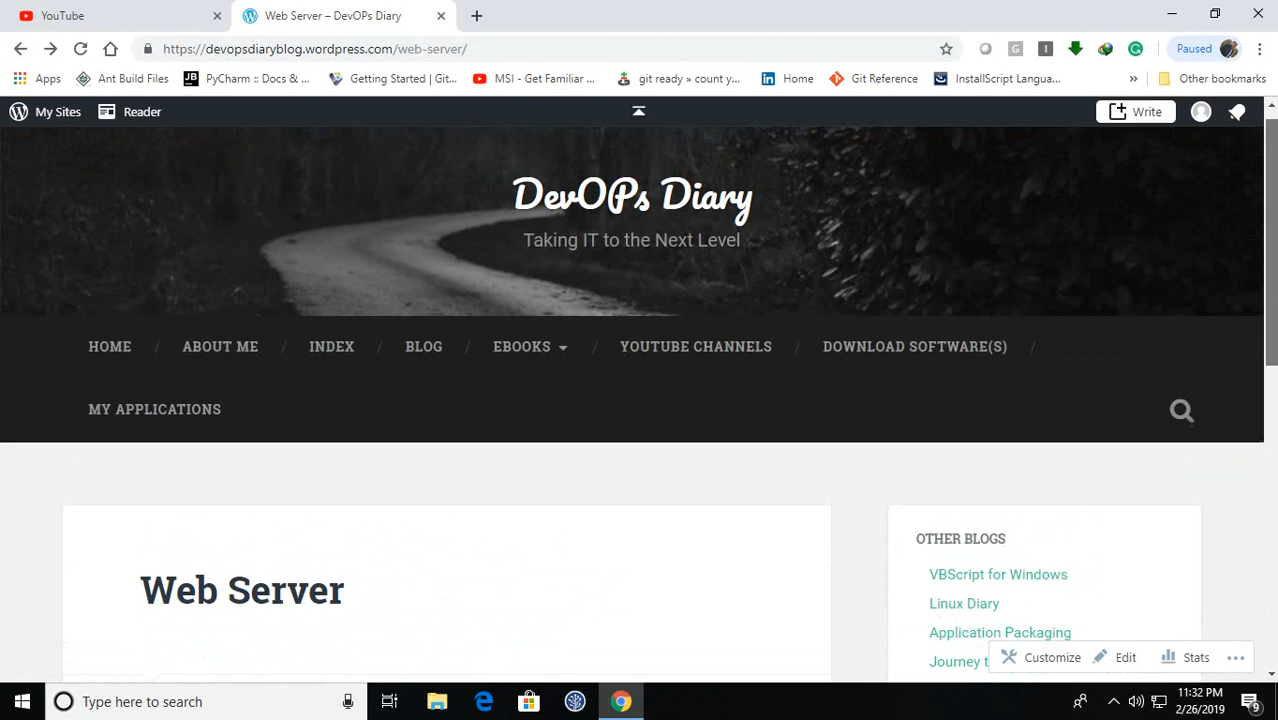 YouTube
Web Server – DevOPs Diary
https://devopsdiaryblog.wordpress.com/web-server/
Paused
Apps
Ant Build Files
PyCharm :: Docs & ...
Getting Started | Git...
MSI - Get Familiar ...
git ready » count y...
Home
Git Reference
InstallScript Langua...
»
Other bookmarks
My Sites
Reader
Write
DevOPs Diary
Taking IT to the Next Level
HOME / ABOUT ME / INDEX / BLOG / EBOOKS / YOUTUBE CHANNELS / DOWNLOAD SOFTWARE(S) /
MY APPLICATIONS
Web Server
OTHER BLOGS
VBScript for Windows
Linux Diary
Application Packaging
Journey t
Customize
Edit
Stats
Type here to search
11:32 PM
2/26/2019
9